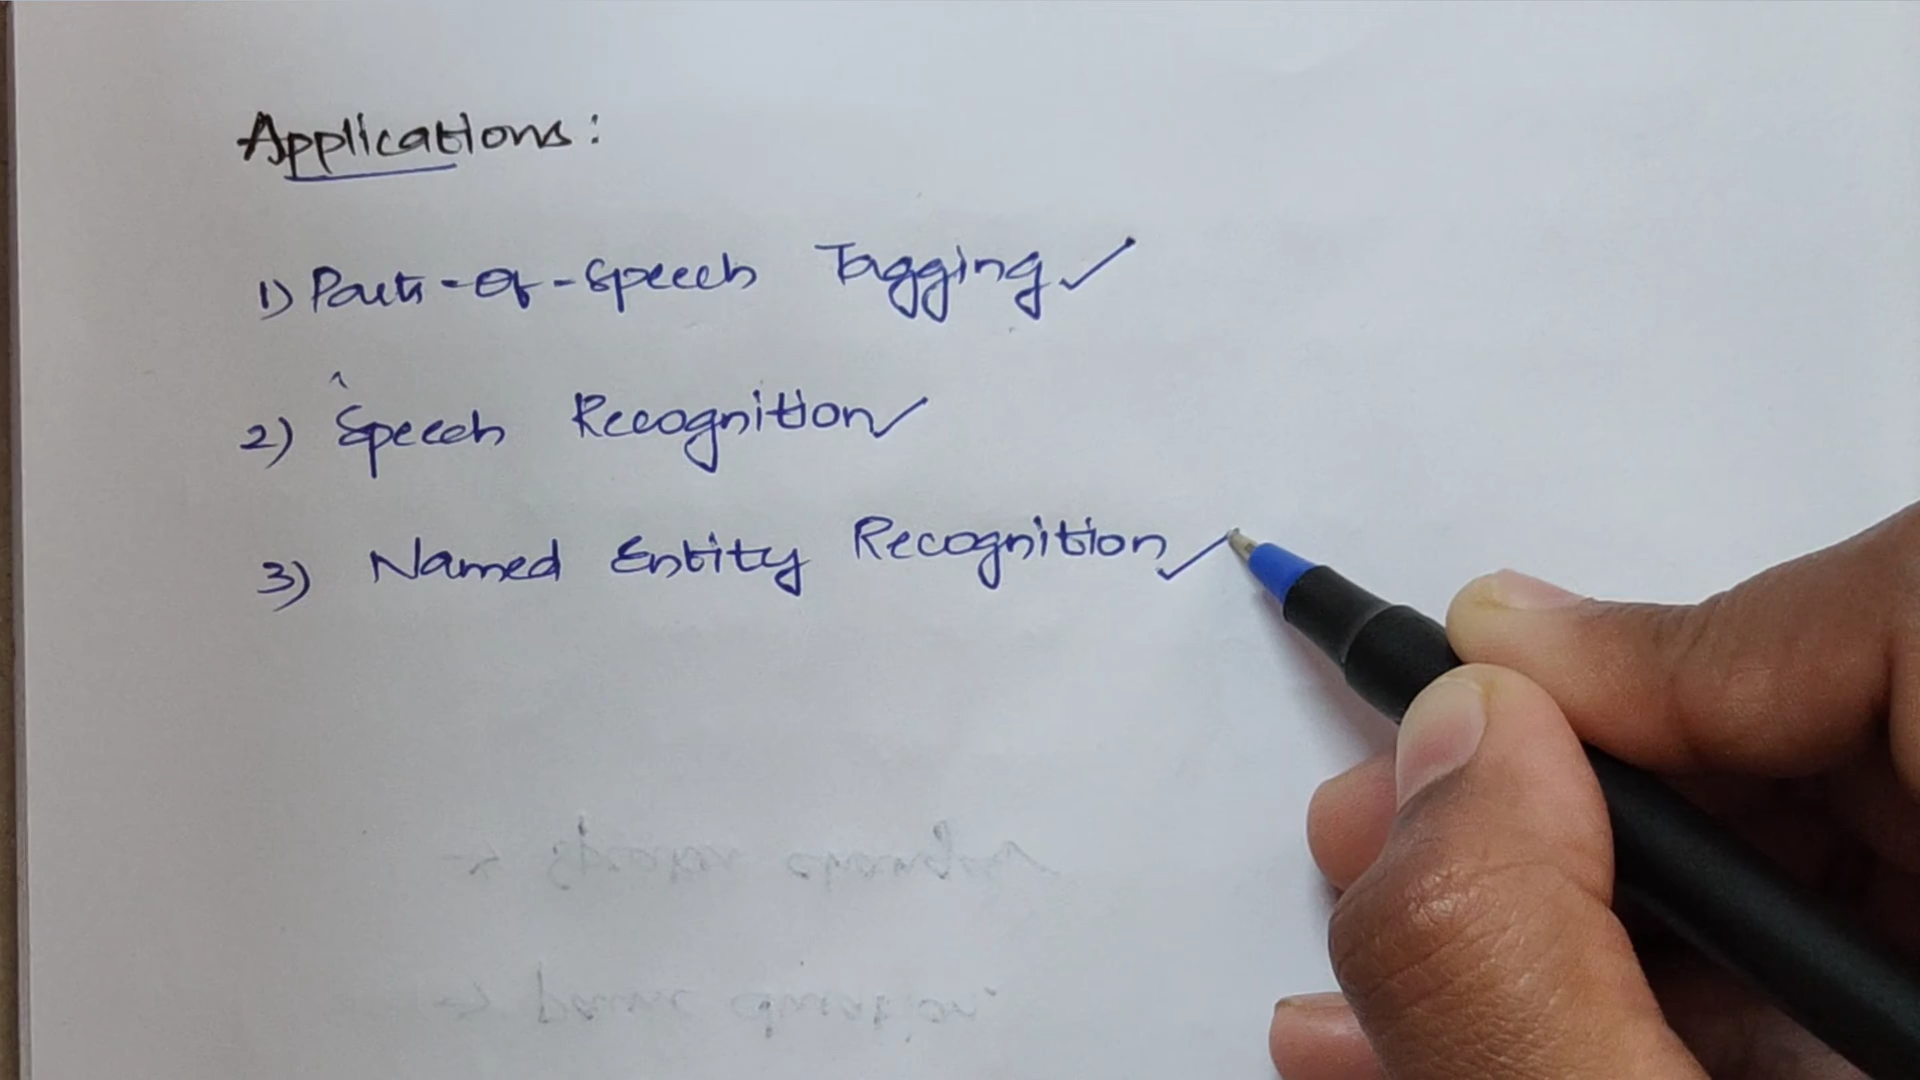 Applications:
1) Parts-of-speech Tagging ✓
2) Speech Recognition ✓
3) Named Entity Recognition ✓